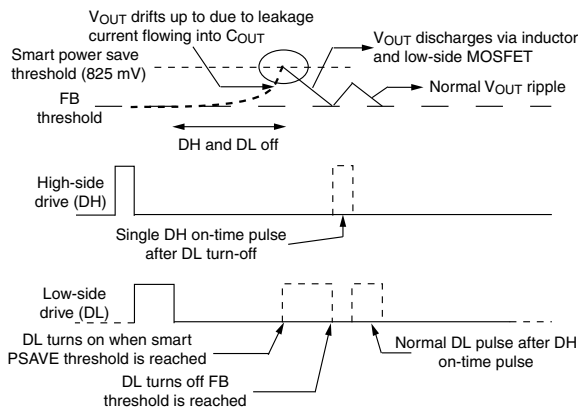 VOUT drifts up to due to leakage
current flowing into COUT
Smart power save
threshold (825 mV)
FB
threshold
VOUT discharges via inductor
and low-side MOSFET
Normal VOUT ripple
DH and DL off
High-side
drive (DH)
Single DH on-time pulse
after DL turn-off
Low-side
drive (DL)
DL turns on when smart
PSAVE threshold is reached
DL turns off FB
threshold is reached
Normal DL pulse after DH
on-time pulse